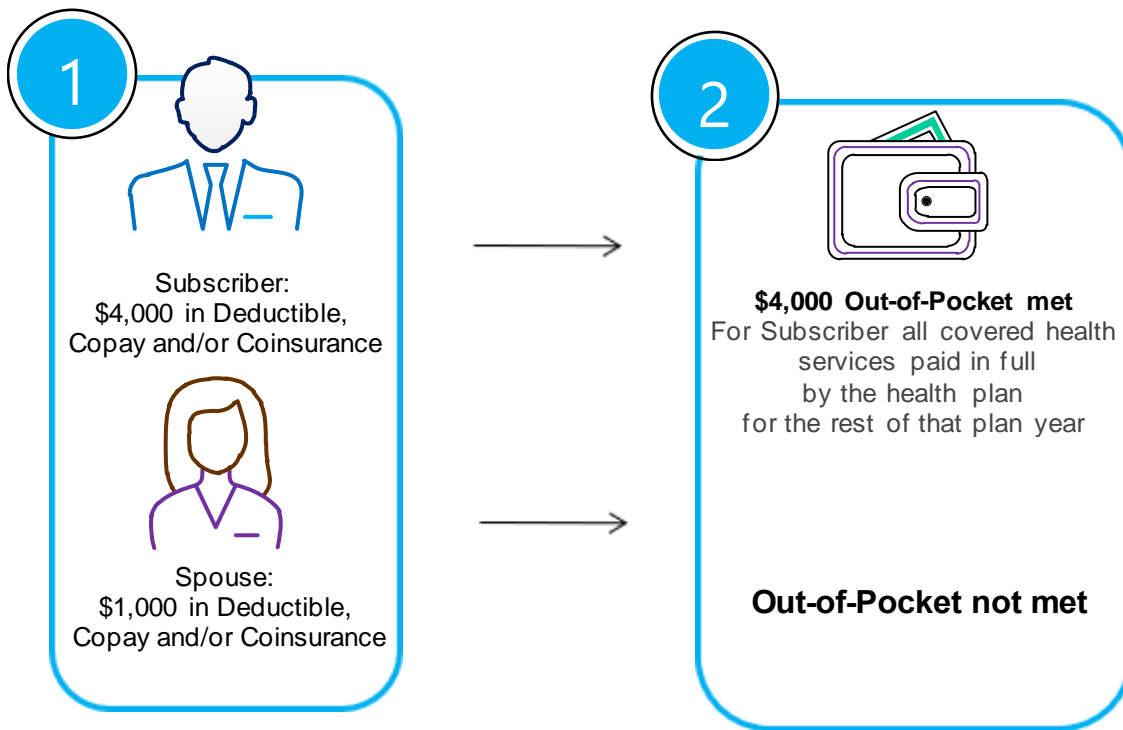 1
Subscriber:
$4,000 in Deductible,
Copay and/or Coinsurance
Spouse:
$1,000 in Deductible,
Copay and/or Coinsurance
2
$4,000 Out-of-Pocket met
For Subscriber all covered health
services paid in full
by the health plan
for the rest of that plan year
Out-of-Pocket not met